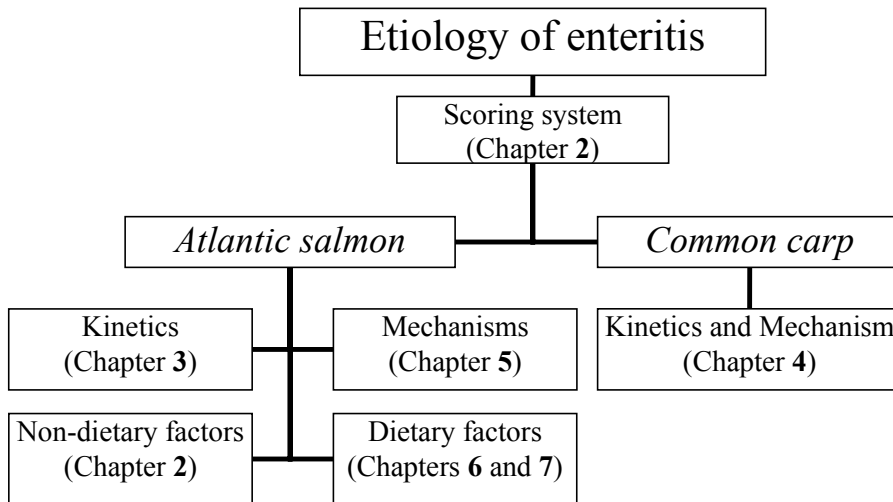 Etiology of enteritis
Scoring system
(Chapter 2)
Atlantic salmon
Common carp
Kinetics
(Chapter 3)
Mechanisms
(Chapter 5)
Kinetics and Mechanism
(Chapter 4)
Non-dietary factors
(Chapter 2)
Dietary factors
(Chapters 6 and 7)